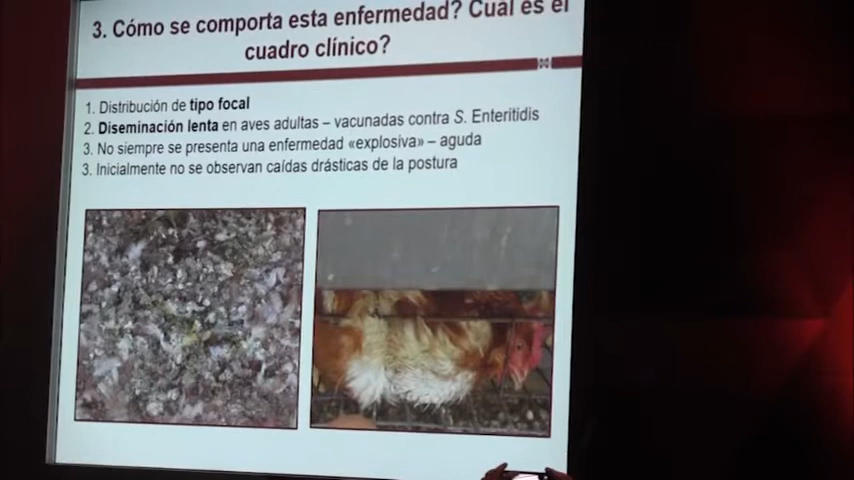 3. Cómo se comporta esta enfermedad? Cuál es el
cuadro clínico?
1. Distribución de tipo focal
2. Diseminación lenta en aves adultas – vacunadas contra S. Enteritidis
3. No siempre se presenta una enfermedad «explosiva» – aguda
3. Inicialmente no se observan caídas drásticas de la postura